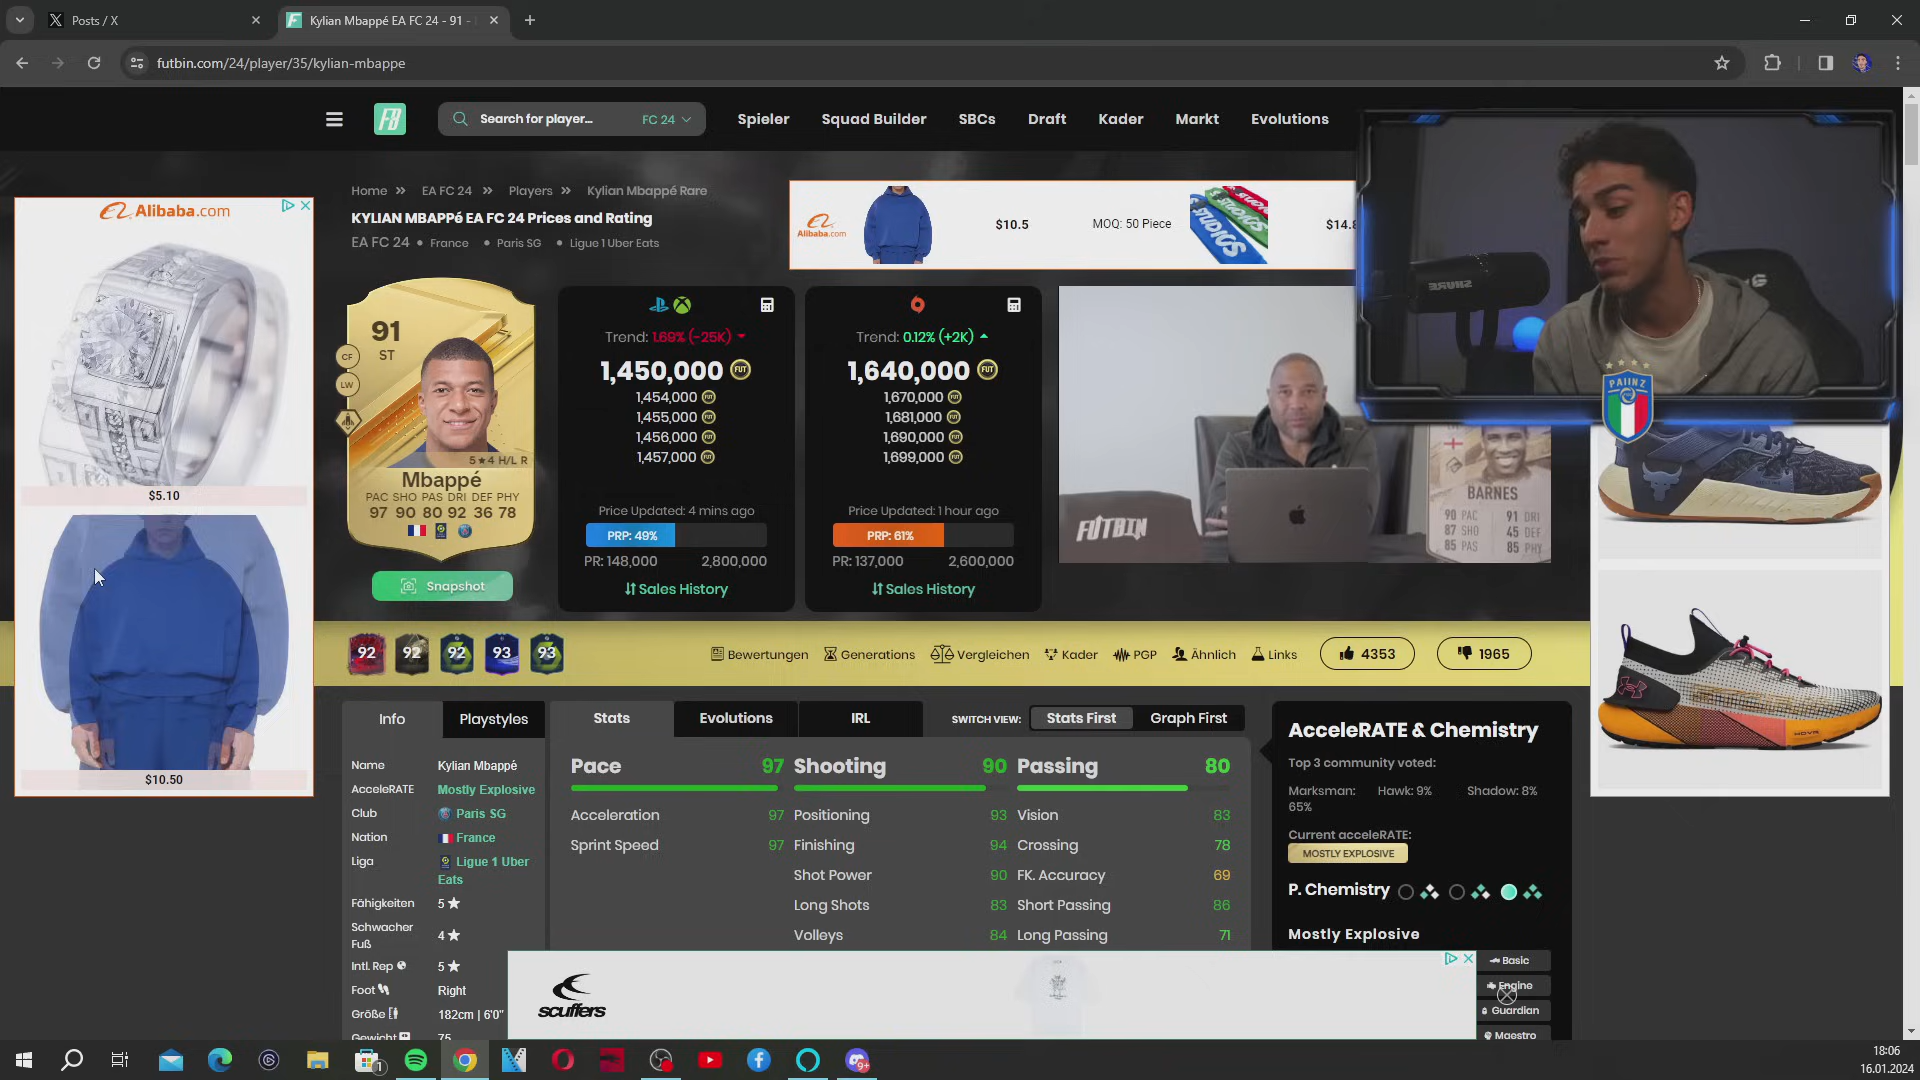 Posts / X
Kylian Mbappé EA FC 24 - 91 -
futbin.com/24/player/35/kylian-mbappe
FB
Search for player...
FC 24
Spieler
Squad Builder
SBCs
Draft
Kader
Markt
Evolutions
Home » EA FC 24 » Players » Kylian Mbappé Rare
KYLIAN MBAPPé EA FC 24 Prices and Rating
EA FC 24 • France • Paris SG • Ligue 1 Uber Eats
Alibaba.com
$5.10
$10.50
Alibaba.com
$10.5
MOQ: 50 Piece
STUDIOS
SHURE
PAIINZ
91
ST
CF
LW
5★4 H/L R
Mbappé
PAC SHO PAS DRI DEF PHY
97 90 80 92 36 78
Snapshot
Trend: 1.69% (-25K)
1,450,000
1,454,000
1,455,000
1,456,000
1,457,000
Price Updated: 4 mins ago
PRP: 49%
PR: 148,000 2,800,000
Sales History
Trend: 0.12% (+2K)
1,640,000
1,670,000
1,681,000
1,690,000
1,699,000
Price Updated: 1 hour ago
PRP: 61%
PR: 137,000 2,600,000
Sales History
FUTBIN
BARNES
90 PAC 91 DRI
87 SHO 45 DEF
85 PAS 85 PHY
92 92 92 93 93
Bewertungen
Generations
Vergleichen
Kader
PGP
Ähnlich
Links
4353
1965
Info
Playstyles
Stats
Evolutions
IRL
SWITCH VIEW:
Stats First
Graph First
Name Kylian Mbappé
AcceleRATE Mostly Explosive
Club Paris SG
Nation France
Liga Ligue 1 Uber
Eats
Fähigkeiten 5 ★
Schwacher
Fuß 4 ★
Intl. Rep 5 ★
Foot Right
Größe 182cm | 6'0"
Gewicht 75
Pace 97
Acceleration 97
Sprint Speed 97
Shooting 90
Positioning 93
Finishing 94
Shot Power 90
Long Shots 83
Volleys 84
Passing 80
Vision 83
Crossing 78
FK. Accuracy 69
Short Passing 86
Long Passing 71
AcceleRATE & Chemistry
Top 3 community voted:
Marksman: Hawk: 9% Shadow: 8%
65%
Current acceleRATE:
MOSTLY EXPLOSIVE
P. Chemistry
Mostly Explosive
Basic
Engine
Guardian
Maestro
scuffers
18:06
16.01.2024